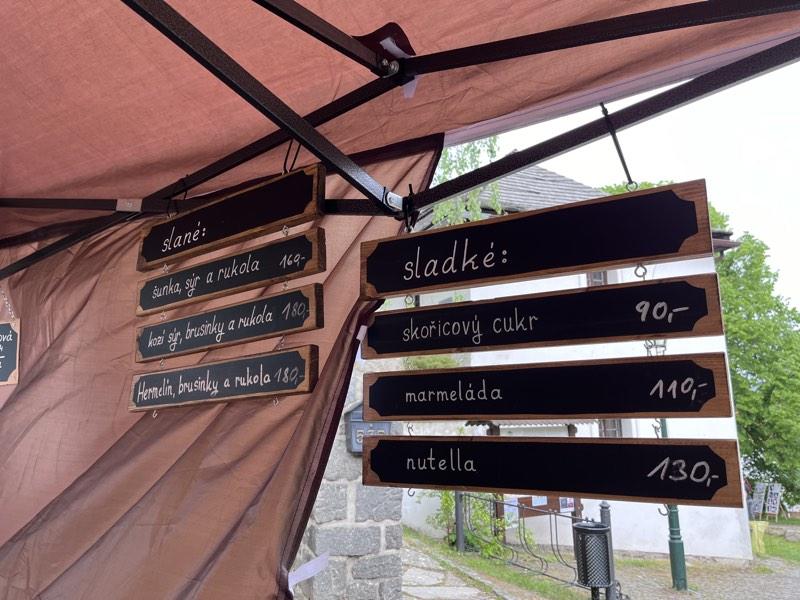 slané:
šunka, sýr a rukola 169,-
kozí sýr, brusinky a rukola 180,-
Hermelín, brusinky a rukola 180,-
sladké:
skořicový cukr 90,-
marmeláda 110,-
nutella 130,-